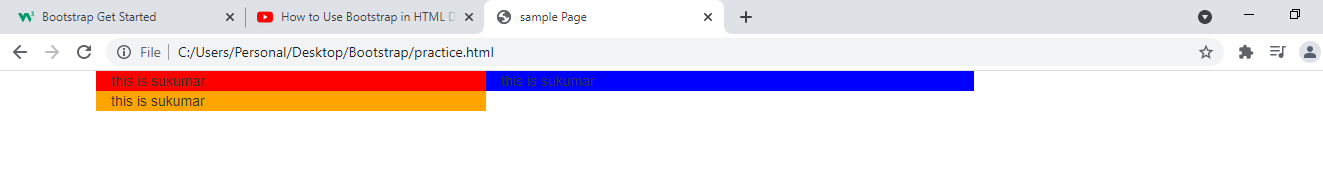 Bootstrap Get Started
How to Use Bootstrap in HTML D
sample Page
File
C:/Users/Personal/Desktop/Bootstrap/practice.html
this is sukumar
this is sukumar
this is sukumar